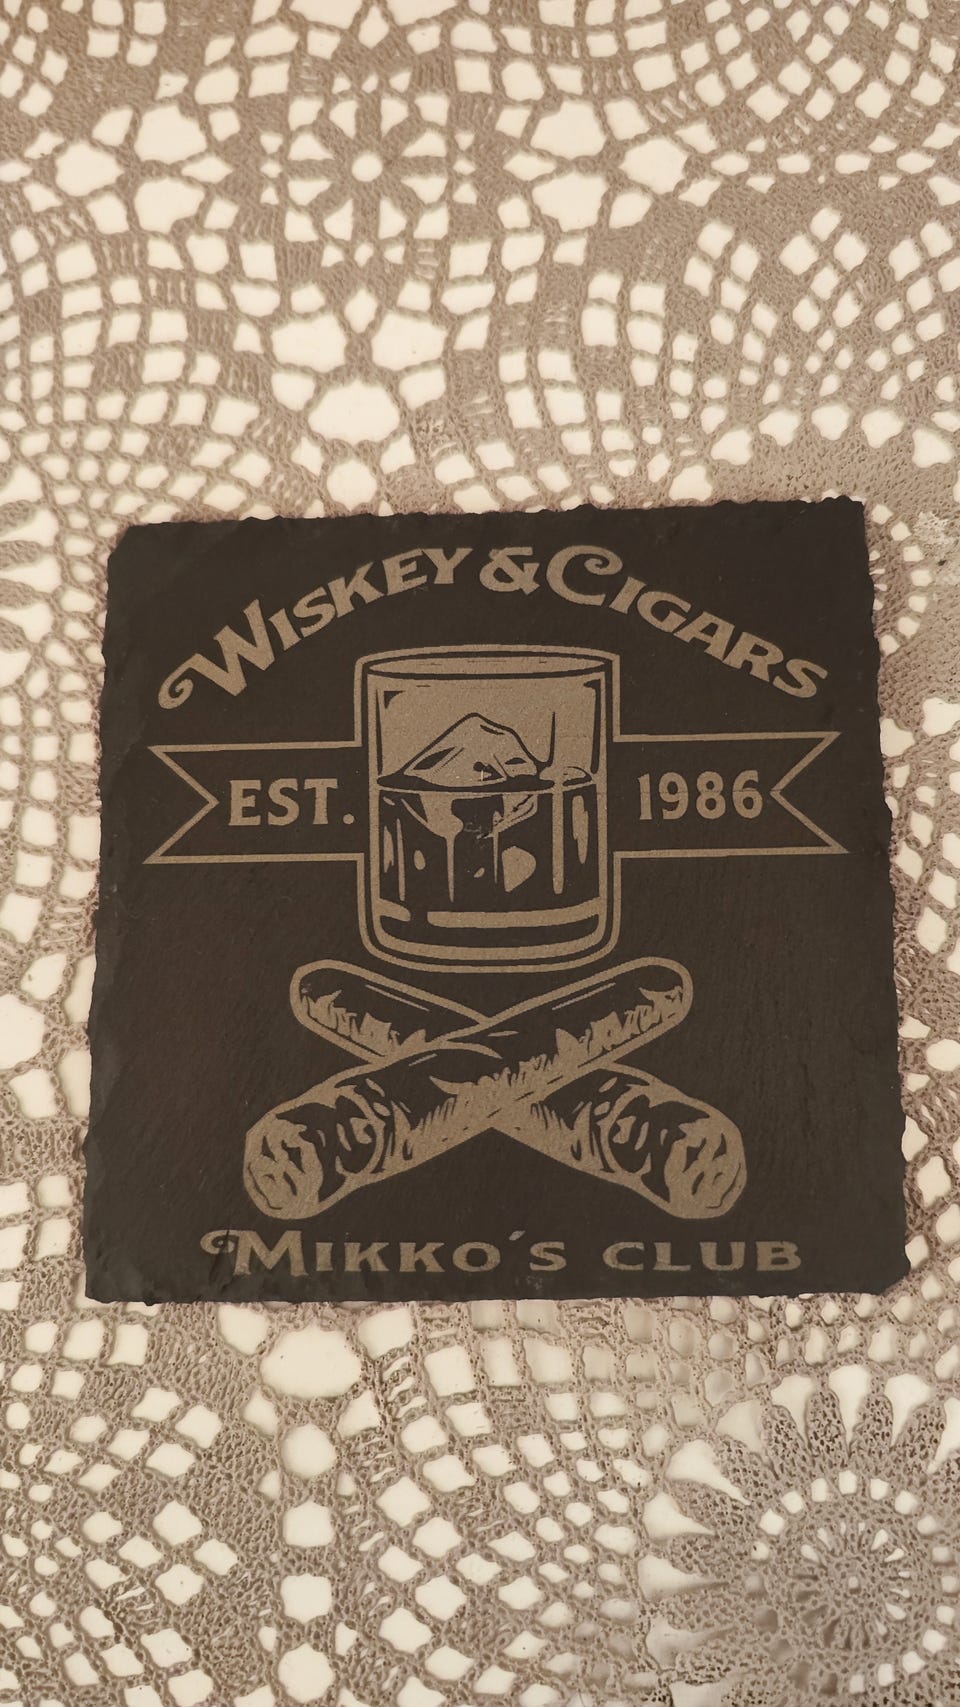 Wiskey & Cigars
EST. 1986
Mikko´s club